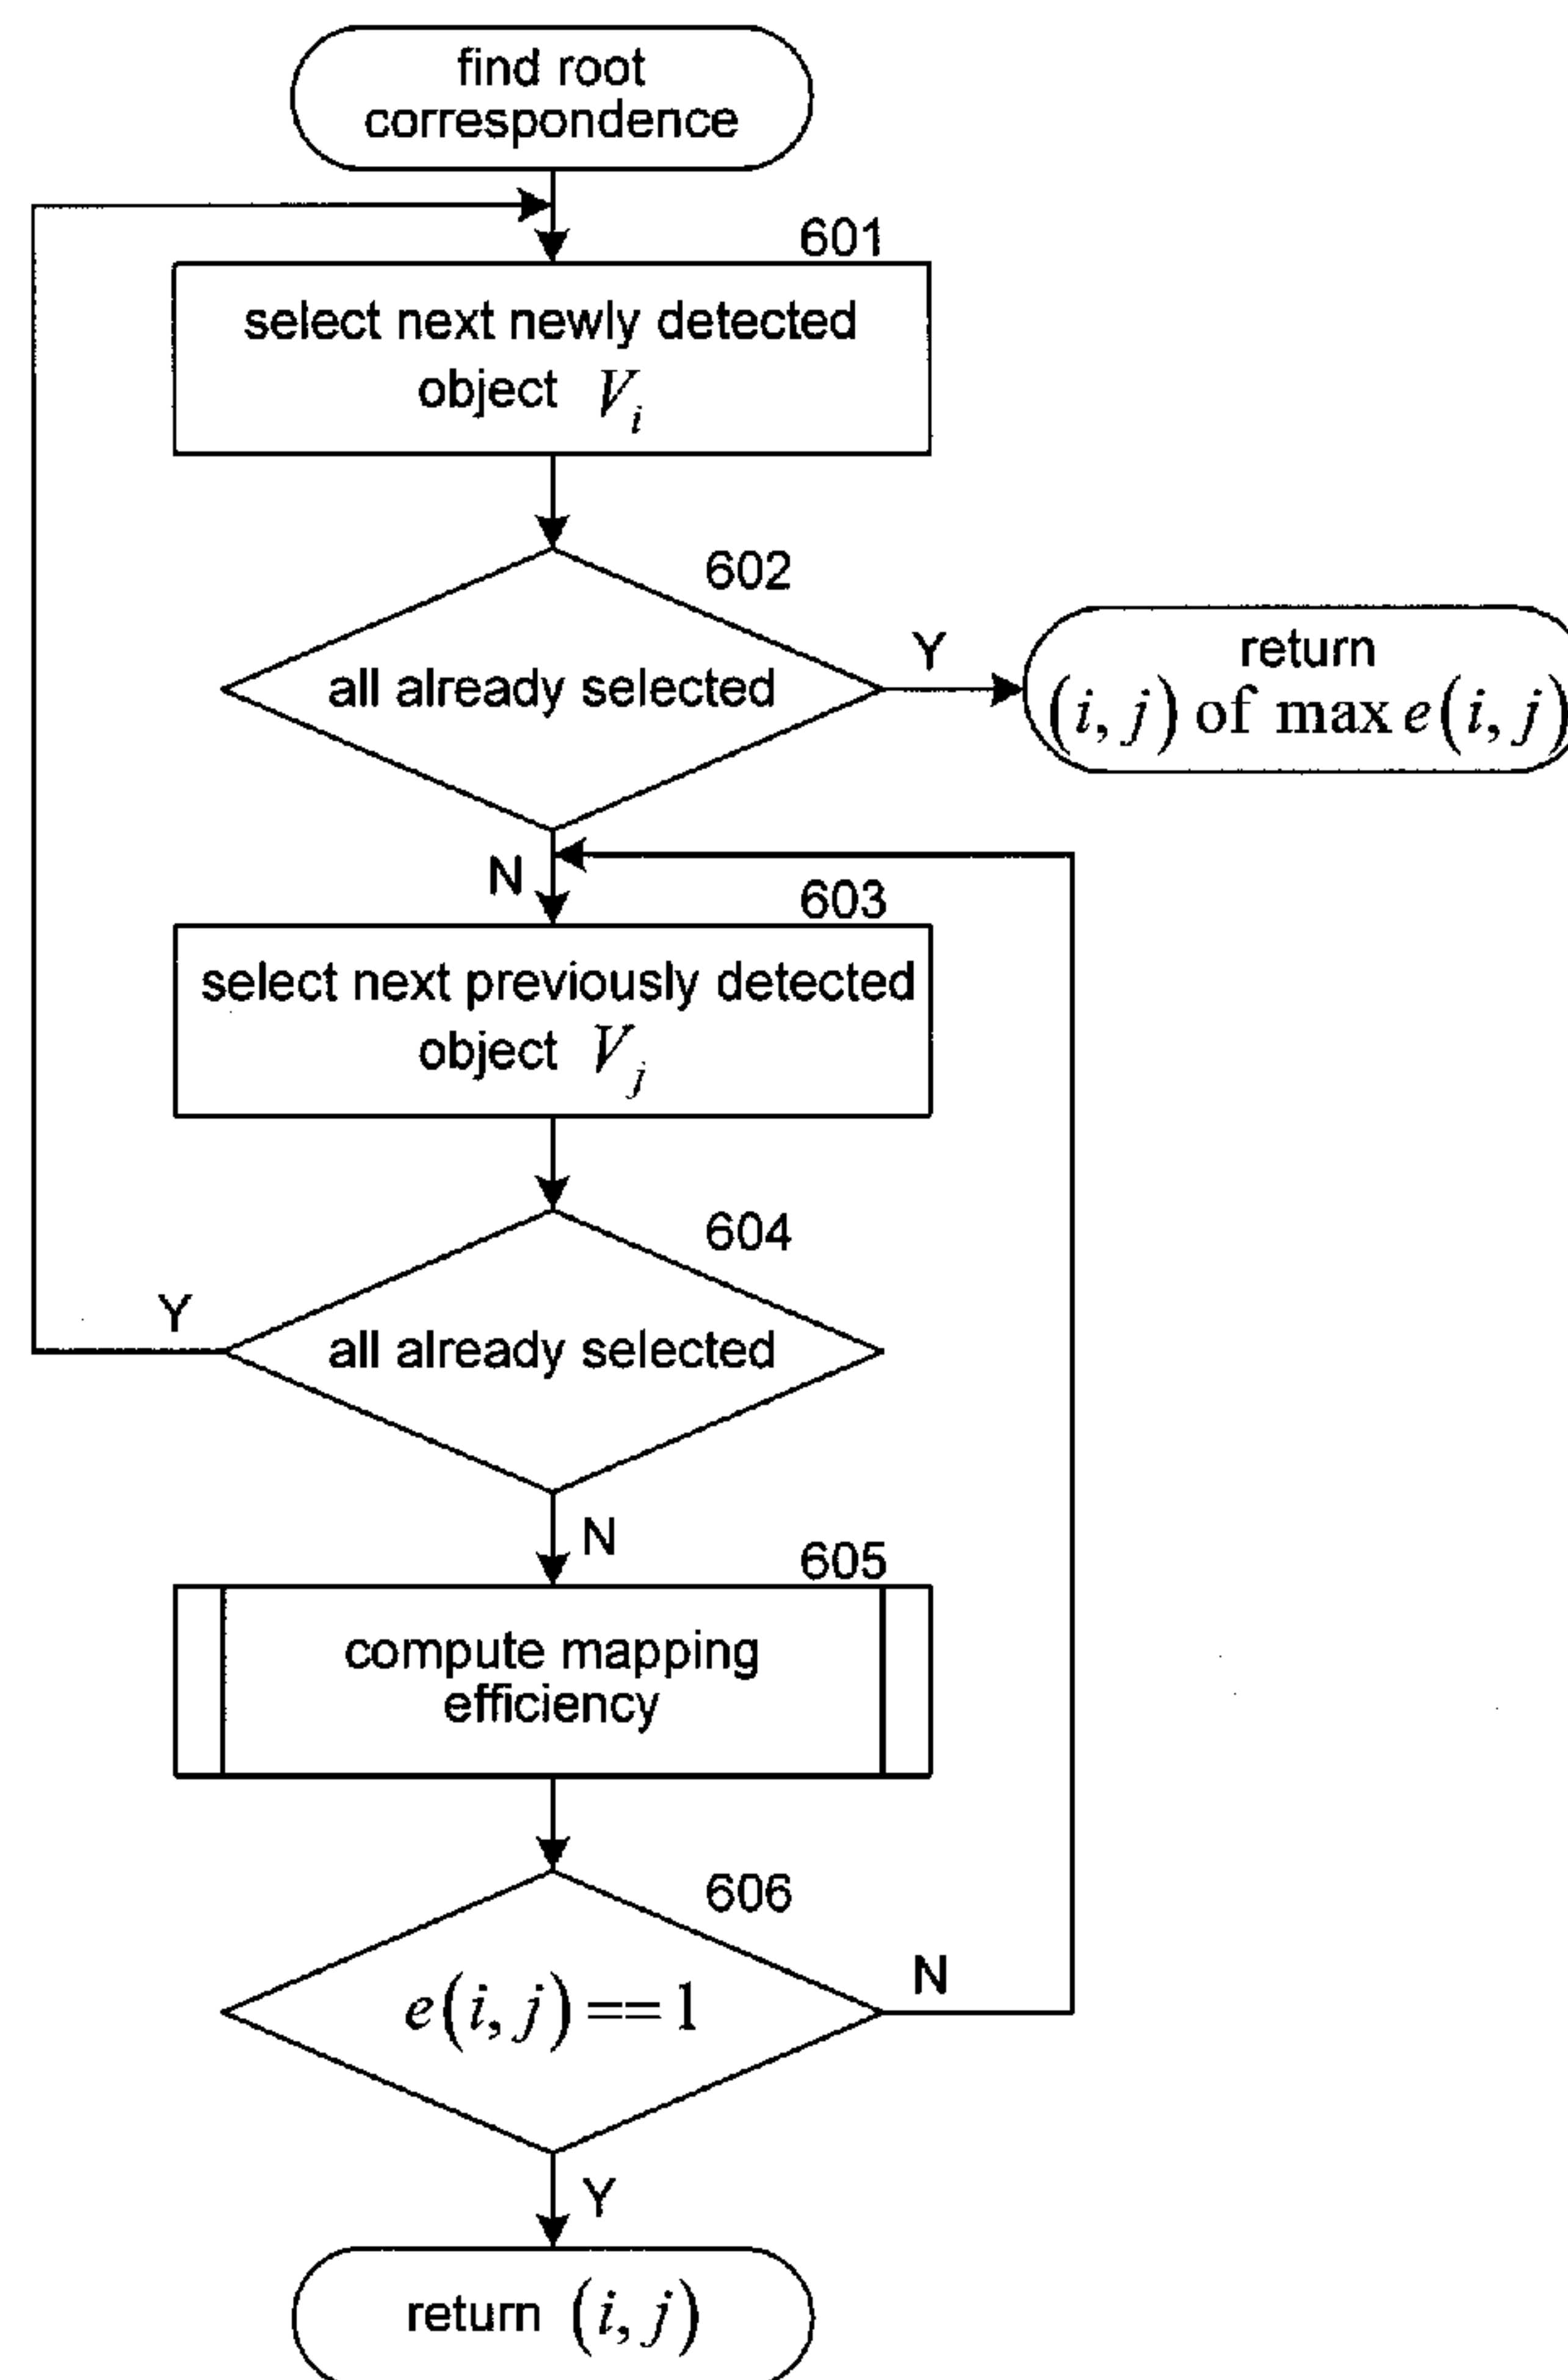 find root
correspondence
601
select next newly detected
object V_i
602
all already selected
Y
return
(i, j) of max e(i, j)
N
603
select next previously detected
object V_j
604
Y
all already selected
N
605
compute mapping
efficiency
606
e(i, j) == 1
N
Y
return (i, j)